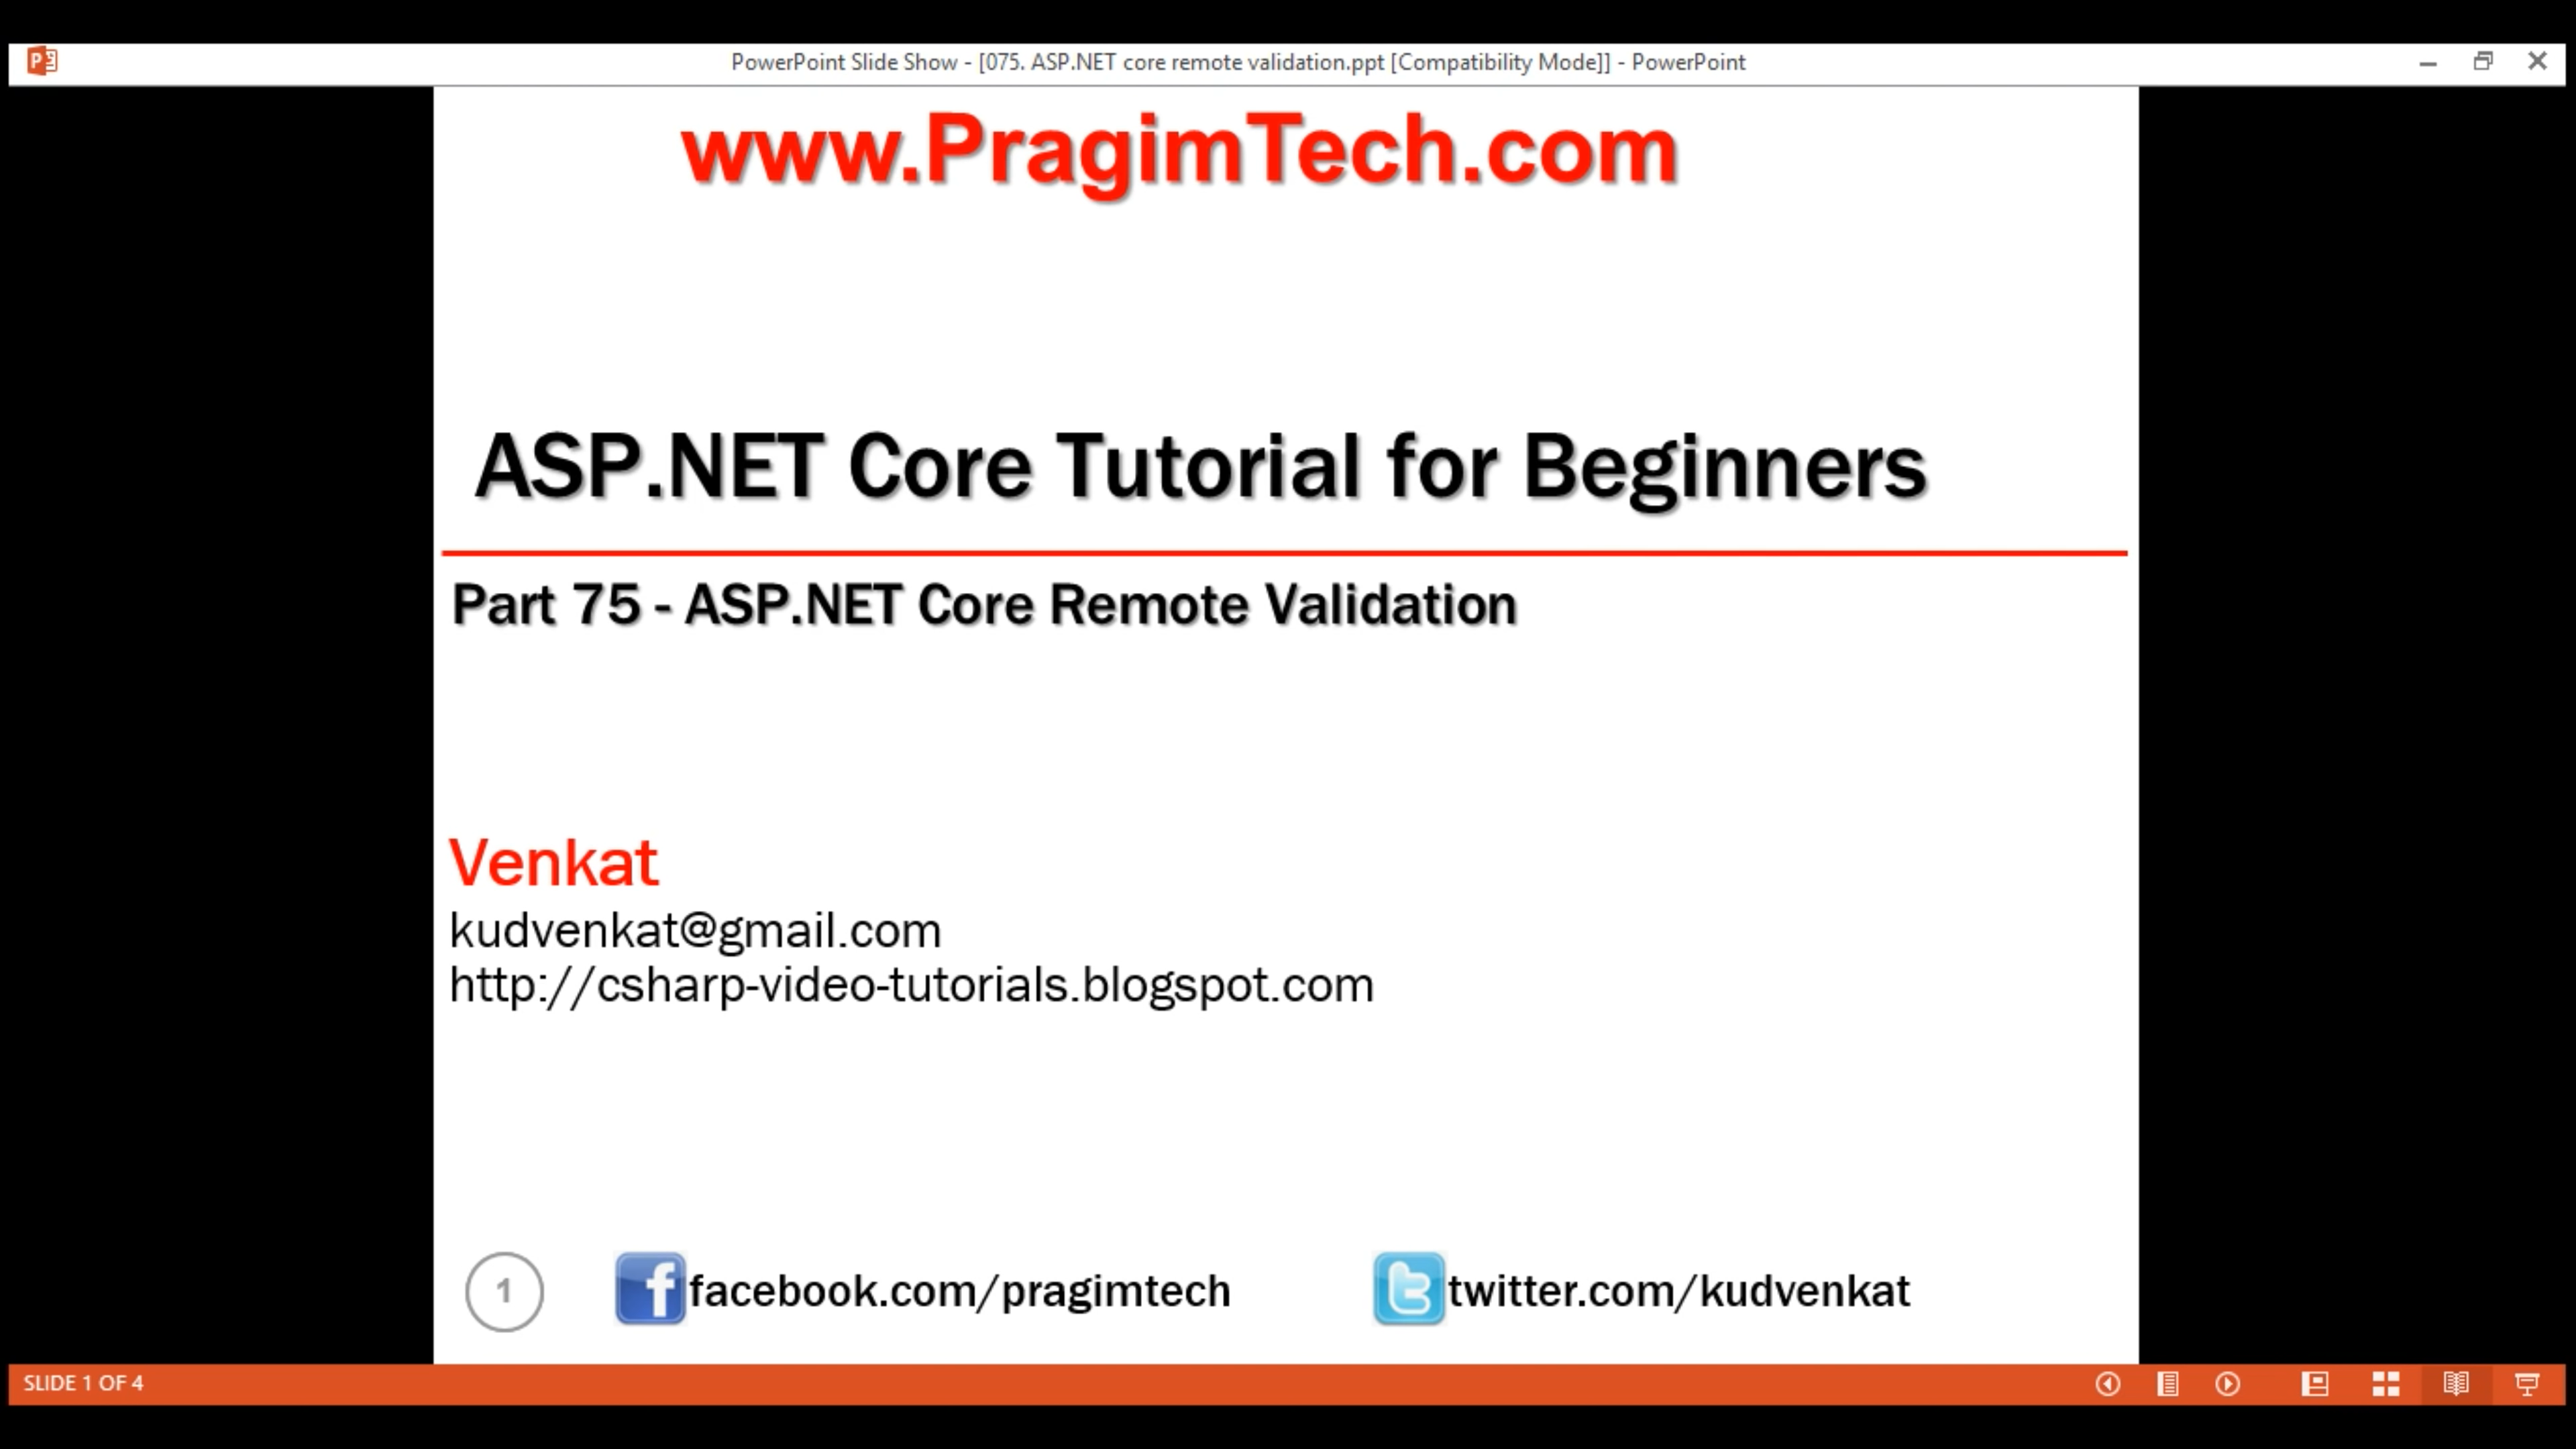 PowerPoint Slide Show - [075. ASP.NET core remote validation.ppt [Compatibility Mode]] - PowerPoint
www.PragimTech.com
ASP.NET Core Tutorial for Beginners
Part 75 - ASP.NET Core Remote Validation
Venkat
kudvenkat@gmail.com
http://csharp-video-tutorials.blogspot.com
1
facebook.com/pragimtech
twitter.com/kudvenkat
SLIDE 1 OF 4